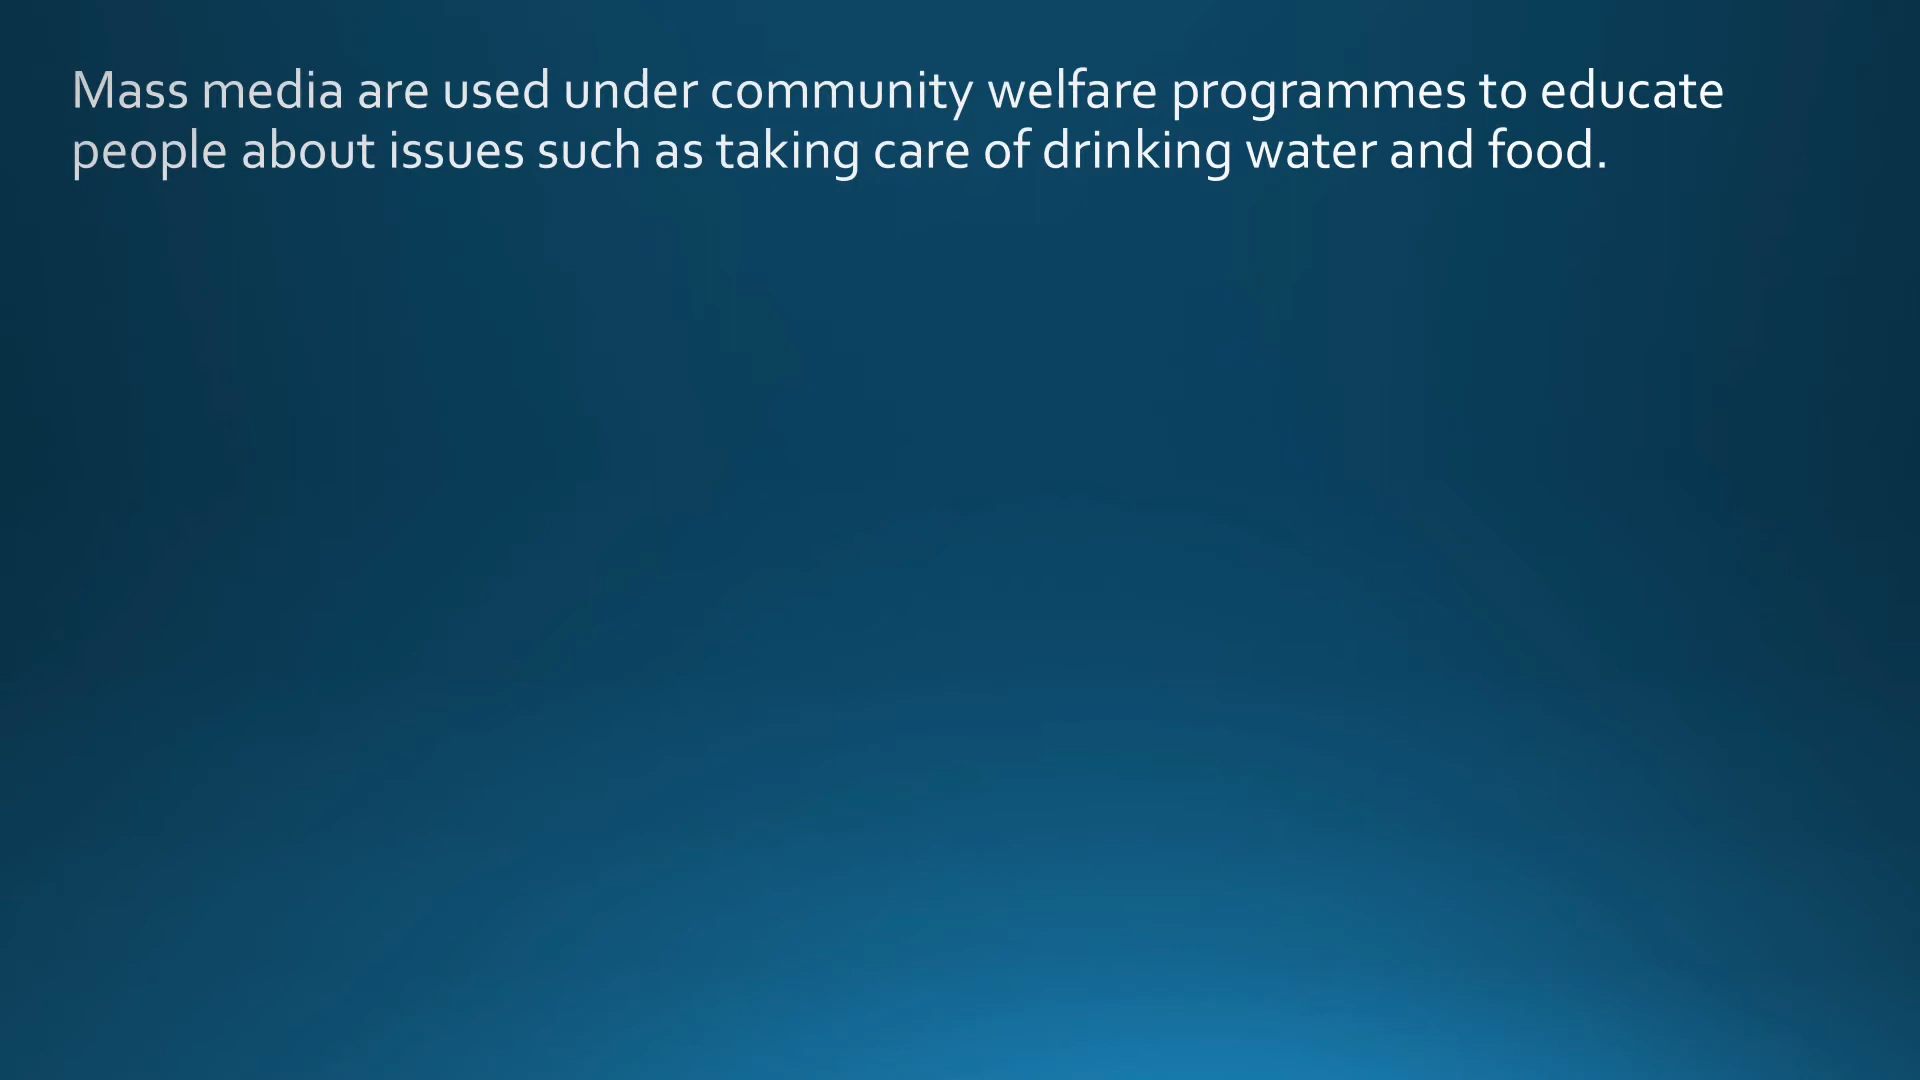 Mass media are used under community welfare programmes to educate
people about issues such as taking care of drinking water and food.